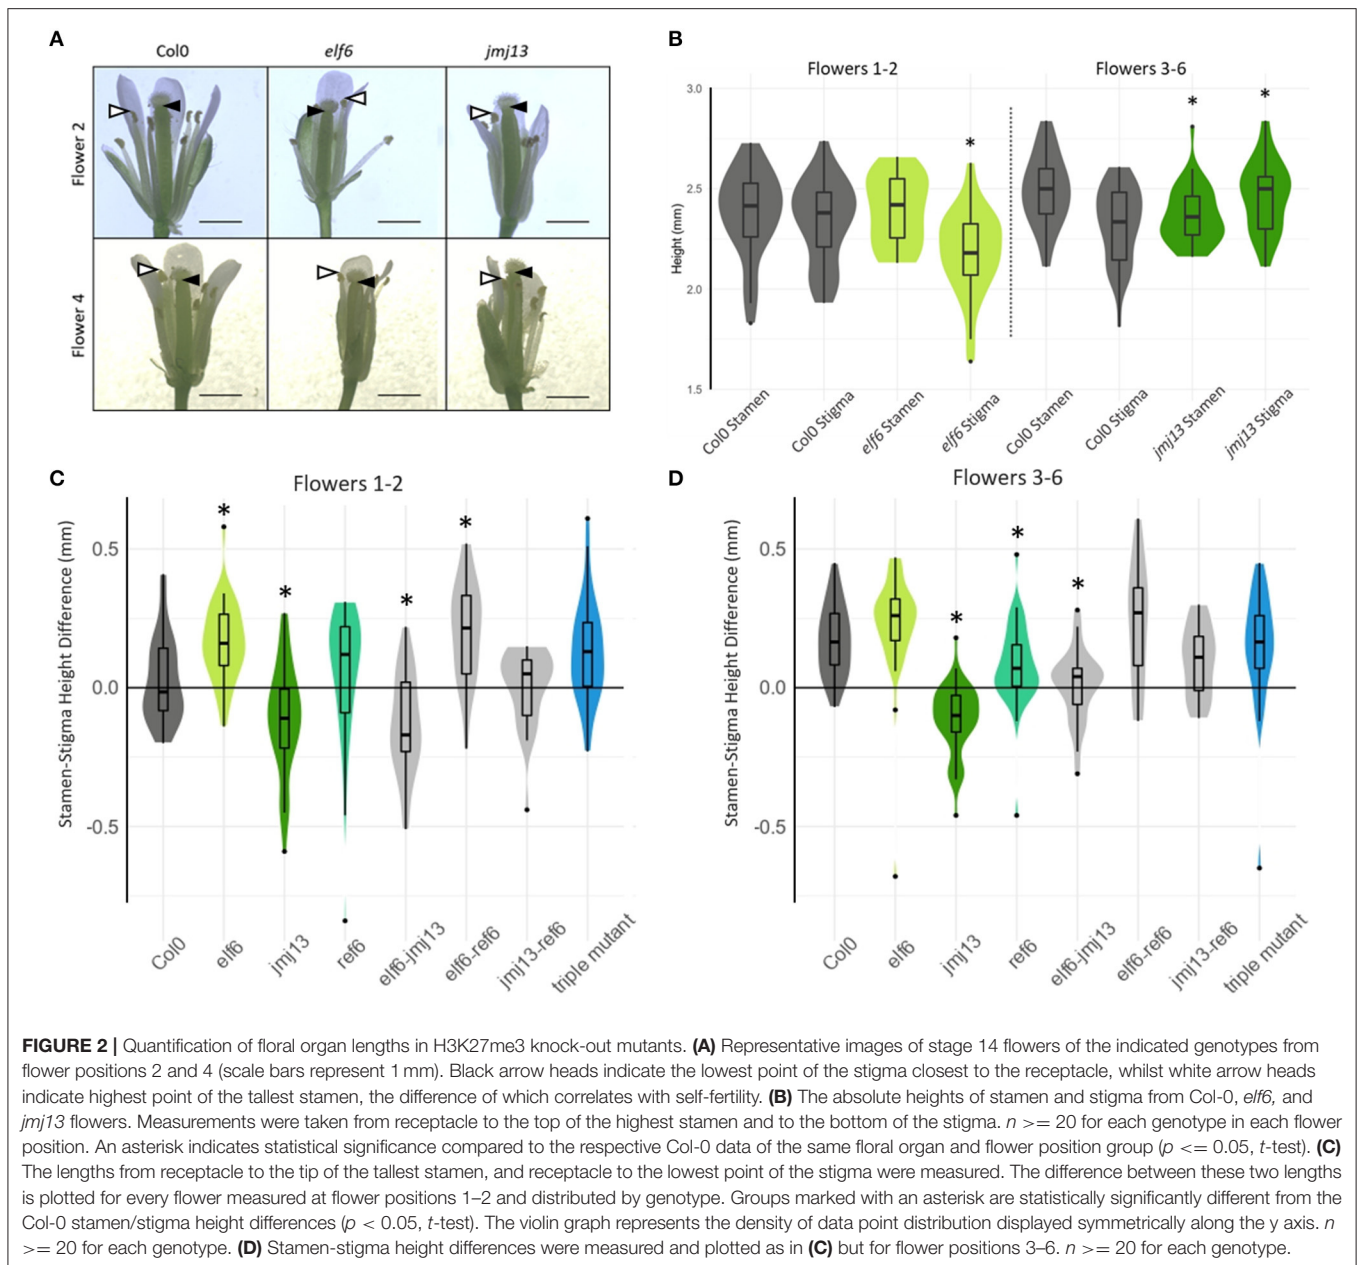 A
Col0 elf6 jmj13
Flower 2
Flower 4
B
Flowers 1-2 Flowers 3-6
Height (mm)
3.0
2.5
2.0
1.5
* * *
Col0 Stamen Col0 Stigma elf6 Stamen elf6 Stigma Col0 Stamen Col0 Stigma jmj13 Stamen jmj13 Stigma
C
Flowers 1-2
Stamen-Stigma Height Difference (mm)
0.5
0.0
-0.5
* * * *
Col0 elf6 jmj13 ref6 elf6-jmj13 elf6-ref6 jmj13-ref6 triple mutant
D
Flowers 3-6
Stamen-Stigma Height Difference (mm)
0.5
0.0
-0.5
* * *
Col0 elf6 jmj13 ref6 elf6-jmj13 elf6-ref6 jmj13-ref6 triple mutant
FIGURE 2 | Quantification of floral organ lengths in H3K27me3 knock-out mutants. (A) Representative images of stage 14 flowers of the indicated genotypes from
flower positions 2 and 4 (scale bars represent 1 mm). Black arrow heads indicate the lowest point of the stigma closest to the receptacle, whilst white arrow heads
indicate highest point of the tallest stamen, the difference of which correlates with self-fertility. (B) The absolute heights of stamen and stigma from Col-0, elf6, and
jmj13 flowers. Measurements were taken from receptacle to the top of the highest stamen and to the bottom of the stigma. n >= 20 for each genotype in each flower
position. An asterisk indicates statistical significance compared to the respective Col-0 data of the same floral organ and flower position group (p <= 0.05, t-test). (C)
The lengths from receptacle to the tip of the tallest stamen, and receptacle to the lowest point of the stigma were measured. The difference between these two lengths
is plotted for every flower measured at flower positions 1–2 and distributed by genotype. Groups marked with an asterisk are statistically significantly different from the
Col-0 stamen/stigma height differences (p < 0.05, t-test). The violin graph represents the density of data point distribution displayed symmetrically along the y axis. n
>= 20 for each genotype. (D) Stamen-stigma height differences were measured and plotted as in (C) but for flower positions 3–6. n >= 20 for each genotype.